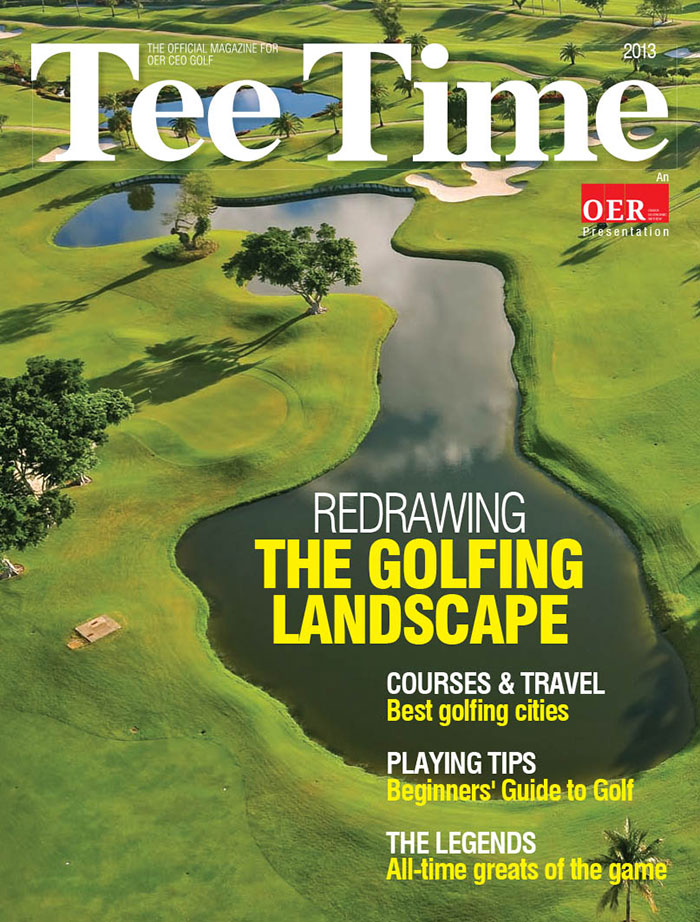 THE OFFICIAL MAGAZINE FOR
OER CEO GOLF
2013
Tee Time
An
OER
Presentation
REDRAWING
THE GOLFING
LANDSCAPE
COURSES & TRAVEL
Best golfing cities
PLAYING TIPS
Beginners' Guide to Golf
THE LEGENDS
All-time greats of the game